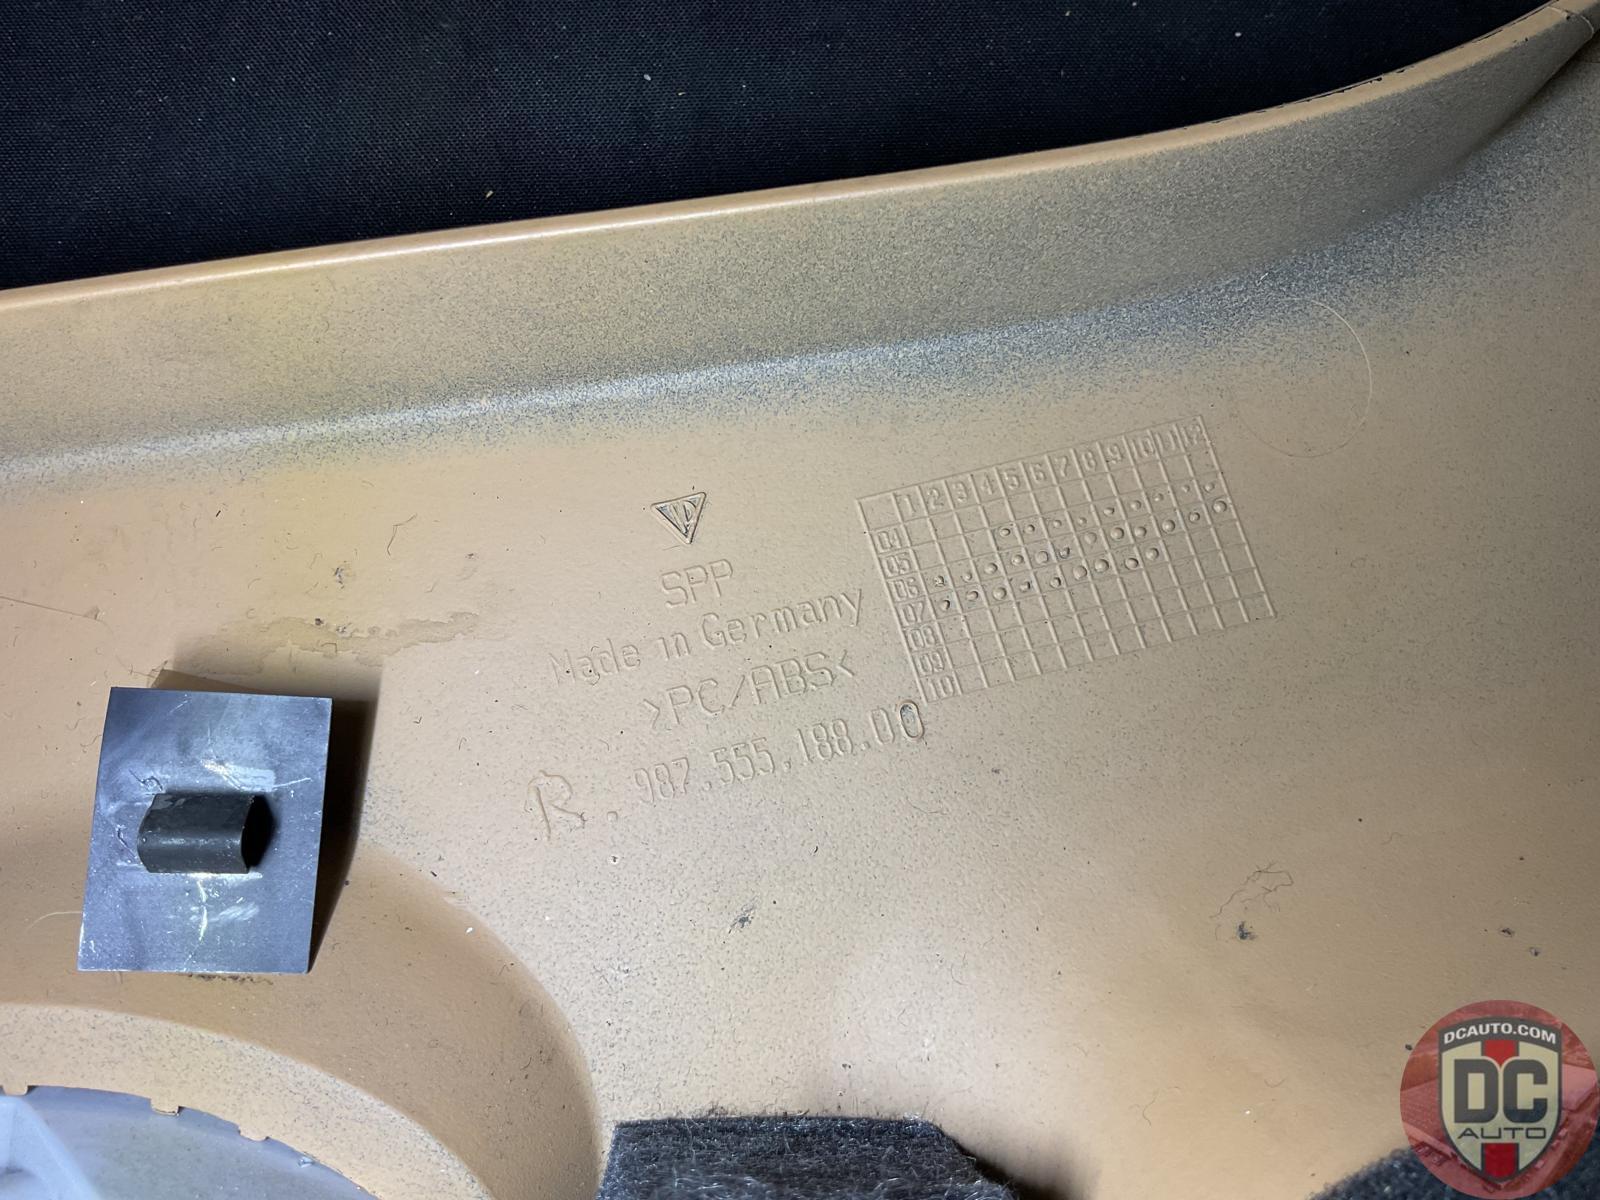 SPP
Made in Germany
>PC/ABS<
R. 987.555.188.00
1 2 3 4 5 6 7 8 9 10 11 12
04
05
06
07
08
09
10
DCAUTO.COM
DC
AUTO